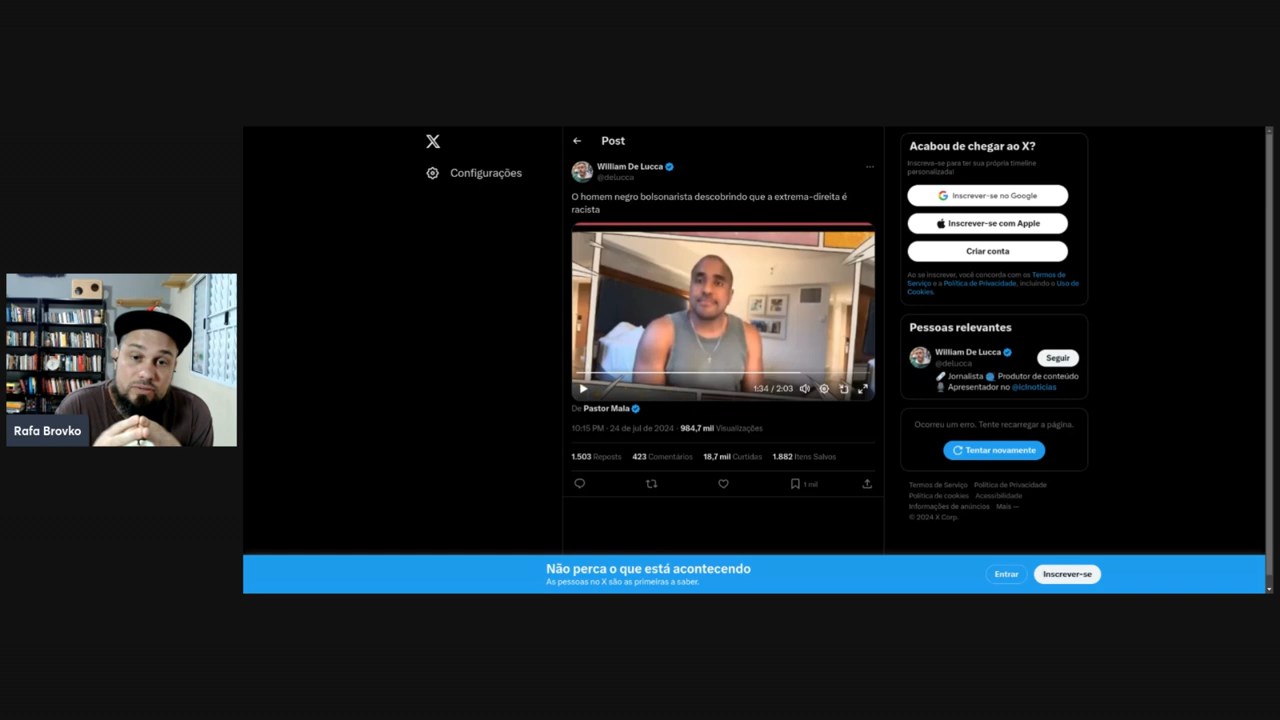 Rafa Brovko
Configurações
Post
William De Lucca
@delucca
O homem negro bolsonarista descobrindo que a extrema-direita é
racista
1:34 / 2:03
De Pastor Mala
10:15 PM · 24 de jul de 2024 · 984,7 mil Visualizações
1.503 Reposts 423 Comentários 18,7 mil Curtidas 1.882 Itens Salvos
1 mil
Acabou de chegar ao X?
Inscreva-se para ter sua própria timeline
personalizada!
Inscrever-se no Google
Inscrever-se com Apple
Criar conta
Ao se inscrever, você concorda com os Termos de
Serviço e a Política de Privacidade, incluindo o Uso de
Cookies.
Pessoas relevantes
William De Lucca
@delucca
Seguir
Jornalista Produtor de conteúdo
Apresentador no @iclnoticias
Ocorreu um erro. Tente recarregar a página.
Tentar novamente
Termos de Serviço Política de Privacidade
Política de cookies Acessibilidade
Informações de anúncios Mais —
© 2024 X Corp.
Não perca o que está acontecendo
As pessoas no X são as primeiras a saber.
Entrar
Inscrever-se